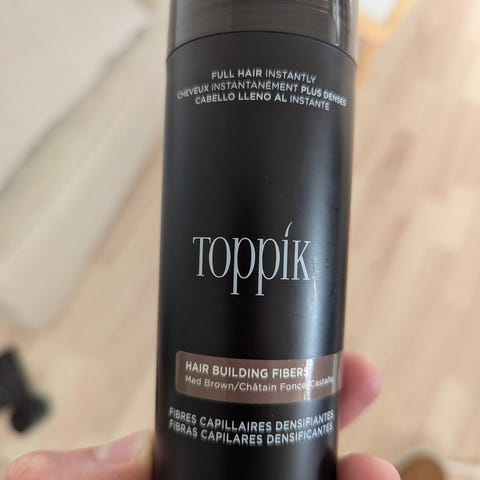 FULL HAIR INSTANTLY
CHEVEUX INSTANTANÉMENT PLUS DENSES
CABELLO LLENO AL INSTANTE
TOPPIK
HAIR BUILDING FIBERS
Med Brown/Châtain Foncé/Castaño
FIBRES CAPILLAIRES DENSIFIANTES
FIBRAS CAPILARES DENSIFICANTES